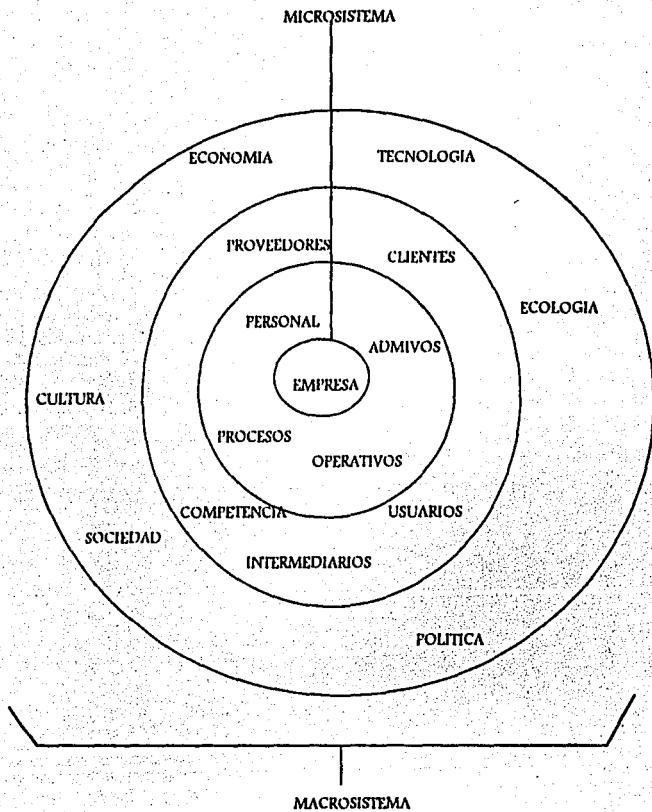 MICROSISTEMA
ECONOMIA
TECNOLOGIA
PROVEEDORES
CLIENTES
ECOLOGIA
PERSONAL
ADMIVOS
EMPRESA
CULTURA
PROCESOS
OPERATIVOS
COMPETENCIA
USUARIOS
SOCIEDAD
INTERMEDIARIOS
POLITICA
MACROSISTEMA